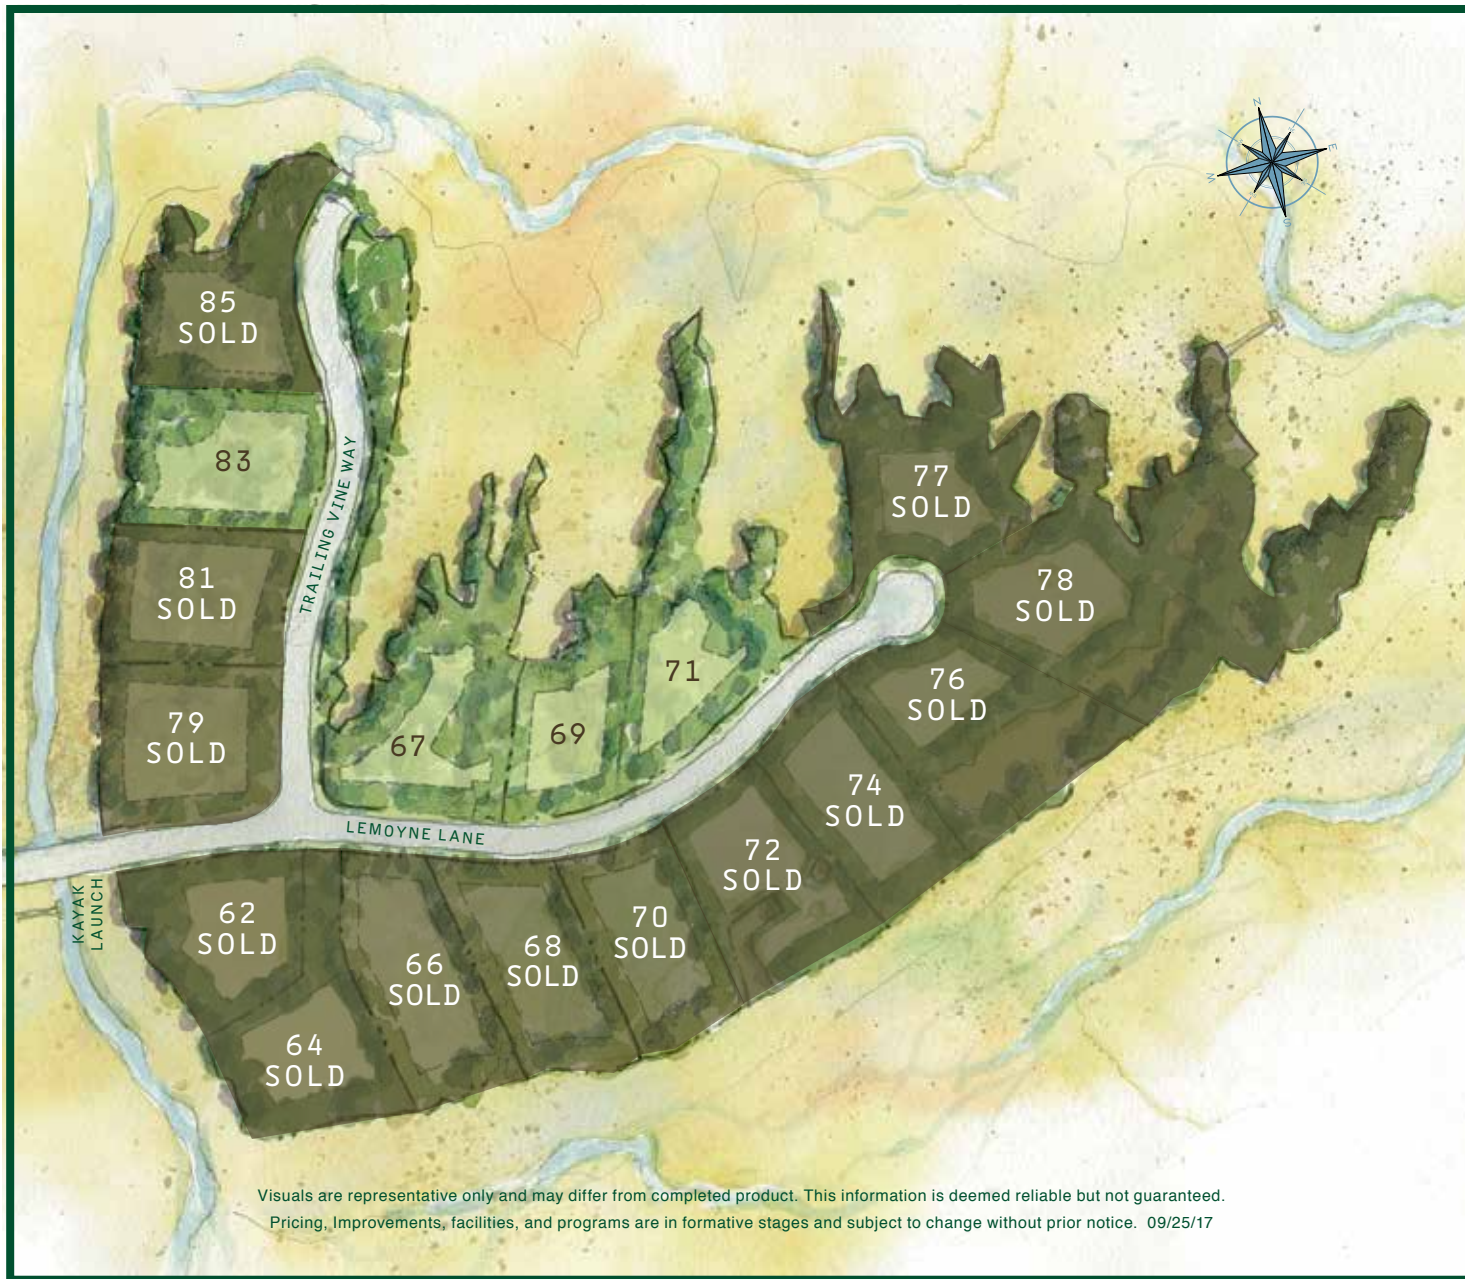 N
E
W
S
85
SOLD
83
81
SOLD
79
SOLD
TRAILING VINE WAY
77
SOLD
78
SOLD
76
SOLD
71
69
67
74
SOLD
72
SOLD
LEMOYNE LANE
KAYAK
LAUNCH
62
SOLD
70
SOLD
68
SOLD
66
SOLD
64
SOLD
Visuals are representative only and may differ from completed product. This information is deemed reliable but not guaranteed.
Pricing, Improvements, facilities, and programs are in formative stages and subject to change without prior notice. 09/25/17